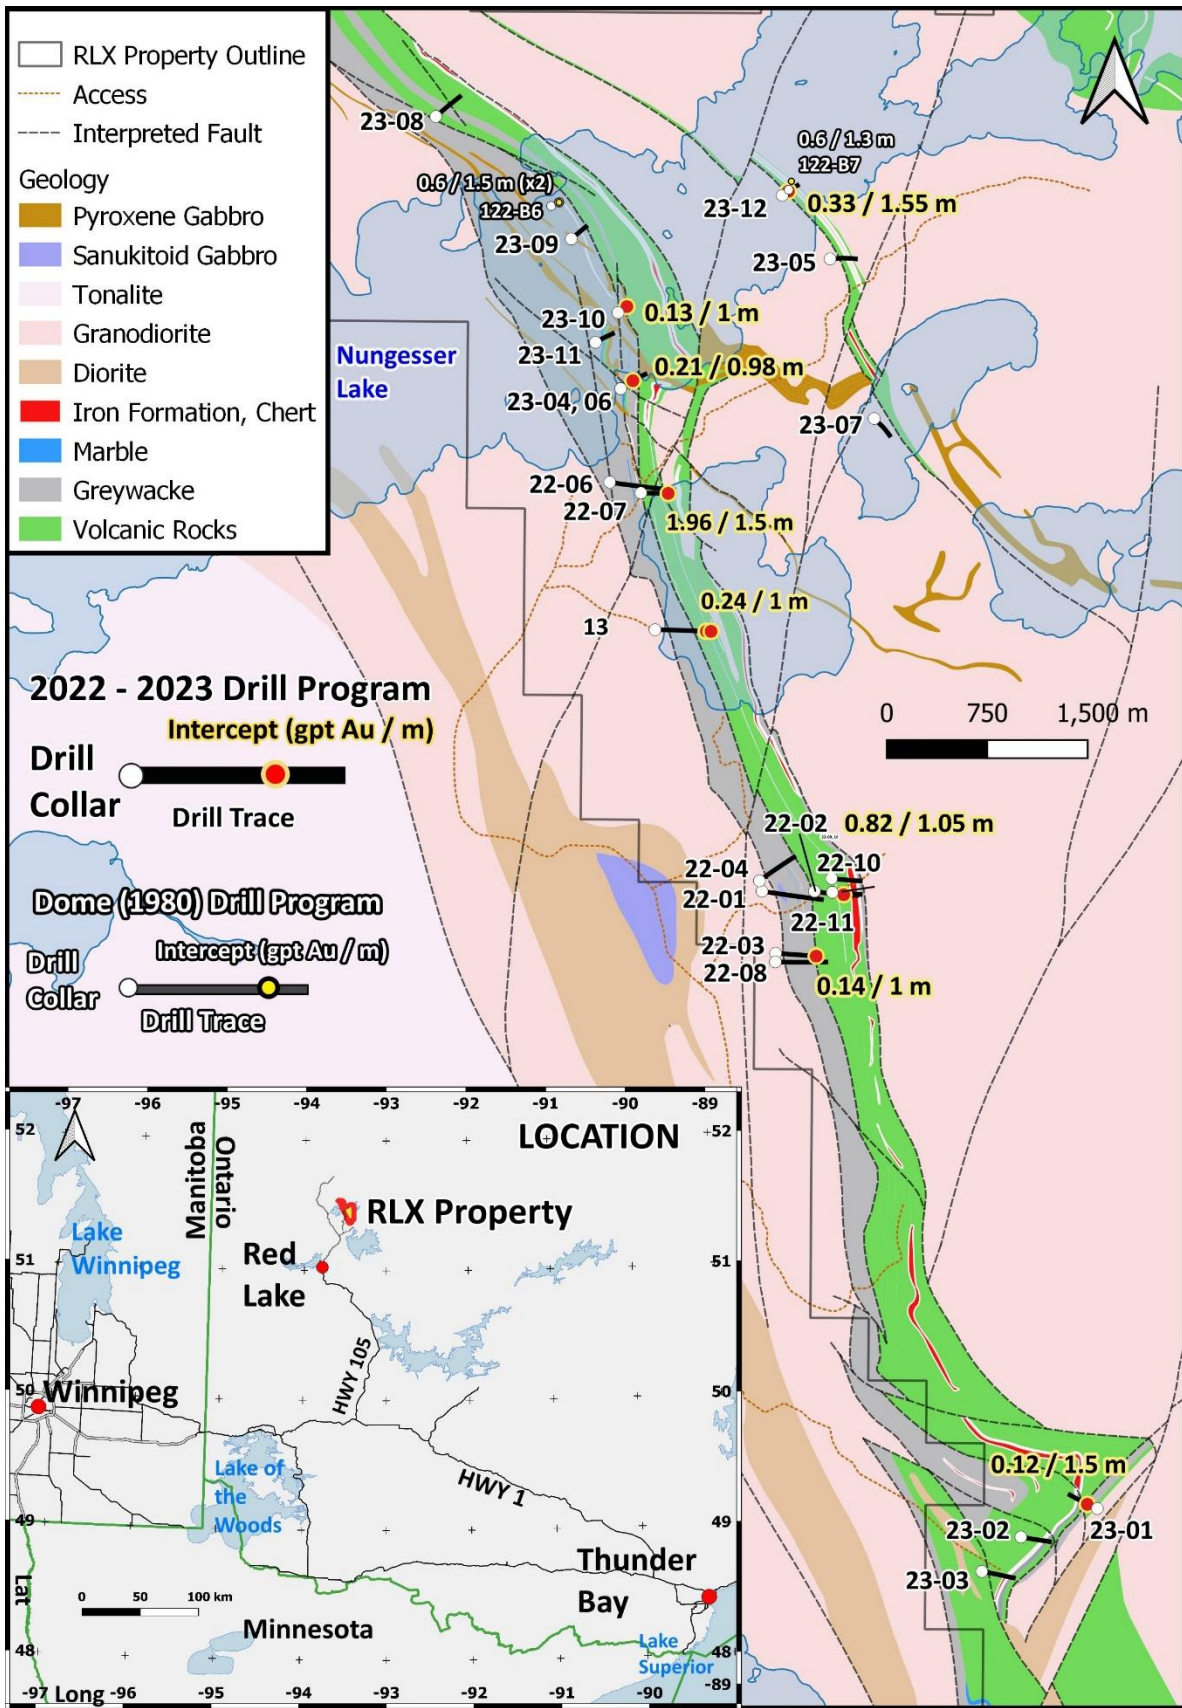 RLX Property Outline
Access
Interpreted Fault
Geology
Pyroxene Gabbro
Sanukitoid Gabbro
Tonalite
Granodiorite
Diorite
Iron Formation, Chert
Marble
Greywacke
Volcanic Rocks
23-08
0.6 / 1.3 m
122-B7
0.6 / 1.5 m (x2)
122-B6
23-12
0.33 / 1.55 m
23-09
23-05
23-10
0.13 / 1 m
23-11
Nungesser
Lake
0.21 / 0.98 m
23-04, 06
23-07
22-06
22-07
1.96 / 1.5 m
0.24 / 1 m
13
2022 - 2023 Drill Program
Intercept (gpt Au / m)
Drill
Collar
Drill Trace
0 750 1,500 m
22-02
0.82 / 1.05 m
22-04
22-10
22-01
22-11
22-03
22-08
0.14 / 1 m
Dome (1980) Drill Program
Intercept (gpt Au / m)
Drill
Collar
Drill Trace
-97 -96 -95 -94 -93 -92 -91 -90 -89
52
52
LOCATION
Manitoba
Ontario
RLX Property
Lake
Winnipeg
Red
Lake
51
51
HWY 105
50
50
Winnipeg
Lake of
the
Woods
HWY 1
49
49
Thunder
Bay
0 50 100 km
Minnesota
Lake
Superior
Lat
48
48
-97 Long -96 -95 -94 -93 -92 -91 -90 -89
0.12 / 1.5 m
23-02
23-01
23-03